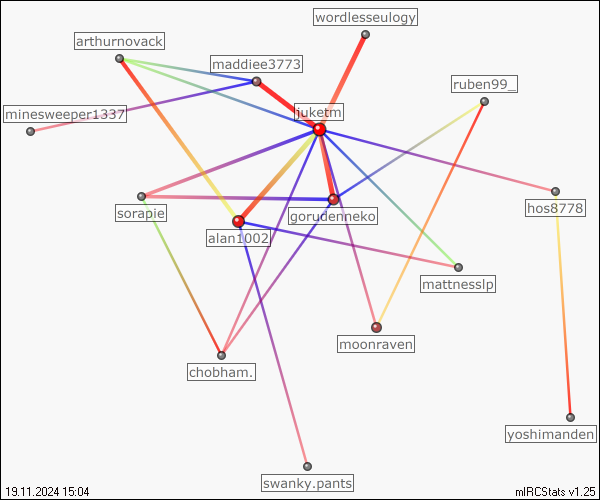 wordlesseulogy
arthurnovack
maddiee3773
ruben99_
minesweeper1337
juketm
sorapie
gorudenneko
hos8778
alan1002
mattnesslp
moonraven
chobham.
yoshimanden
swanky.pants
19.11.2024 15:04
mIRCStats v1.25